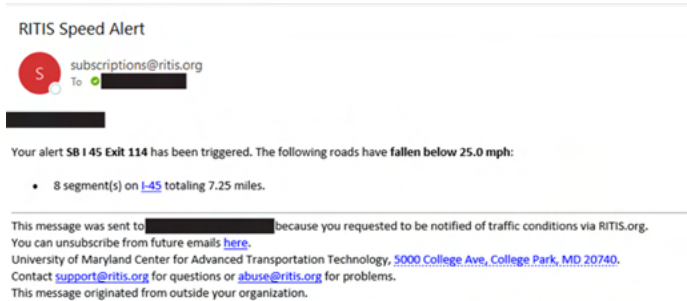 RITIS Speed Alert
S
subscriptions@ritis.org
To
Your alert SB I 45 Exit 114 has been triggered. The following roads have fallen below 25.0 mph:
• 8 segment(s) on I-45 totaling 7.25 miles.
This message was sent to because you requested to be notified of traffic conditions via RITIS.org.
You can unsubscribe from future emails here.
University of Maryland Center for Advanced Transportation Technology, 5000 College Ave, College Park, MD 20740.
Contact support@ritis.org for questions or abuse@ritis.org for problems.
This message originated from outside your organization.